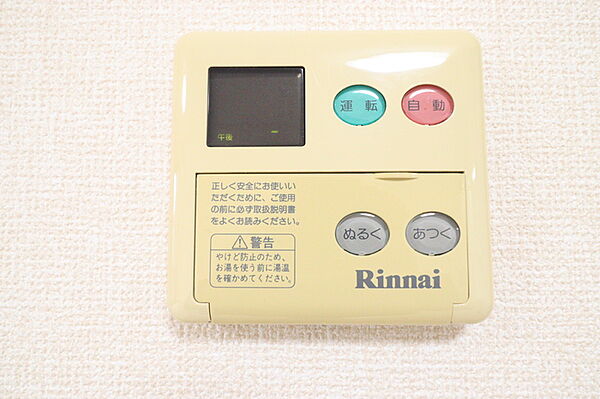 午後
運転
自動
正しく安全にお使いい
ただくために、ご使用
の前に必ず取扱説明書
をよくお読みください。
警告
やけど防止のため、
お湯を使う前に湯温
を確かめてください。
ぬるく
あつく
Rinnai